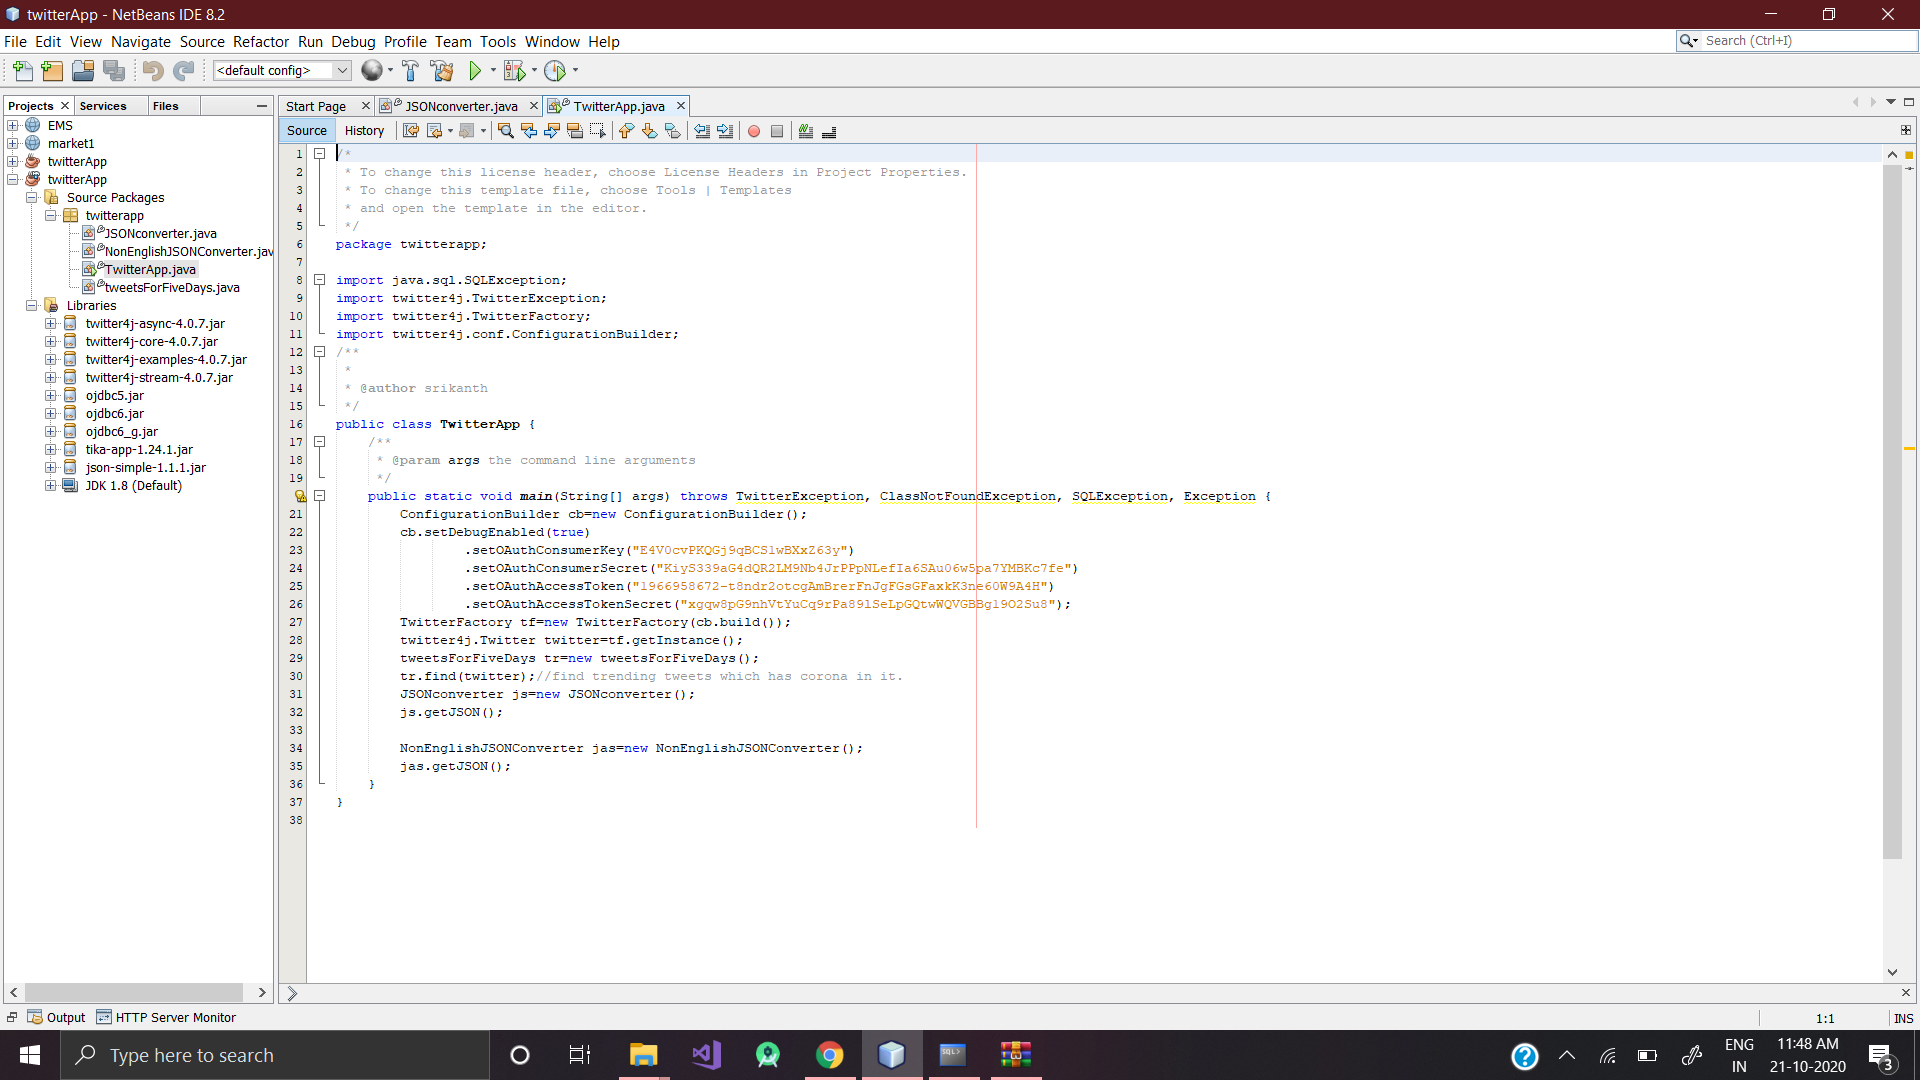 twitterApp - NetBeans IDE 8.2
File Edit View Navigate Source Refactor Run Debug Profile Team Tools Window Help
Search (Ctrl+I)
<default config>
Projects Services Files
EMS
market1
twitterApp
twitterApp
Source Packages
twitterapp
JSONconverter.java
NonEnglishJSONConverter.jav
TwitterApp.java
tweetsForFiveDays.java
Libraries
twitter4j-async-4.0.7.jar
twitter4j-core-4.0.7.jar
twitter4j-examples-4.0.7.jar
twitter4j-stream-4.0.7.jar
ojdbc5.jar
ojdbc6.jar
ojdbc6_g.jar
tika-app-1.24.1.jar
json-simple-1.1.1.jar
JDK 1.8 (Default)
Start Page JSONconverter.java TwitterApp.java
Source History
1 /*
2 * To change this license header, choose License Headers in Project Properties.
3 * To change this template file, choose Tools | Templates
4 * and open the template in the editor.
5 */
6 package twitterapp;
7
8 import java.sql.SQLException;
9 import twitter4j.TwitterException;
10 import twitter4j.TwitterFactory;
11 import twitter4j.conf.ConfigurationBuilder;
12 /**
13 *
14 * @author srikanth
15 */
16 public class TwitterApp {
17 /**
18 * @param args the command line arguments
19 */
public static void main(String[] args) throws TwitterException, ClassNotFoundException, SQLException, Exception {
21 ConfigurationBuilder cb=new ConfigurationBuilder();
22 cb.setDebugEnabled(true)
23 .setOAuthConsumerKey("E4V0cvPKQGj9qBCSlwBXxZ63y")
24 .setOAuthConsumerSecret("KiyS339aG4dQR2LM9Nb4JrPPpNLefIa6SAu06w5pa7YMBKc7fe")
25 .setOAuthAccessToken("1966958672-t8ndr2otcgAmBrerFnJgFGsGFaxkK3ne60W9A4H")
26 .setOAuthAccessTokenSecret("xgqw8pG9nhVtYuCq9rPa89lSeLpGQtwWQVGBBgl9O2Su8");
27 TwitterFactory tf=new TwitterFactory(cb.build());
28 twitter4j.Twitter twitter=tf.getInstance();
29 tweetsForFiveDays tr=new tweetsForFiveDays();
30 tr.find(twitter);//find trending tweets which has corona in it.
31 JSONconverter js=new JSONconverter();
32 js.getJSON();
33
34 NonEnglishJSONConverter jas=new NonEnglishJSONConverter();
35 jas.getJSON();
36 }
37 }
38
Output HTTP Server Monitor
1:1 INS
Type here to search
SQL>
ENG
IN
11:48 AM
21-10-2020
3